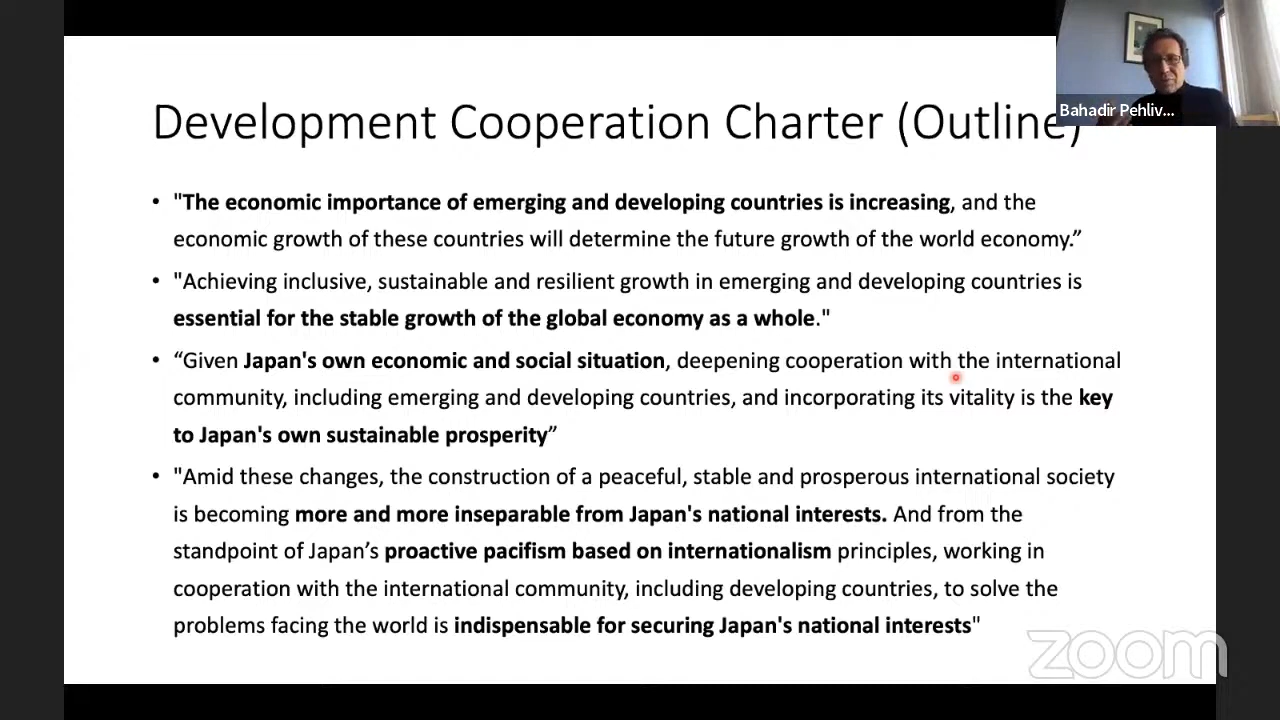 Development Cooperation Charter (Outline)
Bahadir Pehliv...
• "The economic importance of emerging and developing countries is increasing, and the
economic growth of these countries will determine the future growth of the world economy.”
• "Achieving inclusive, sustainable and resilient growth in emerging and developing countries is
essential for the stable growth of the global economy as a whole."
• “Given Japan's own economic and social situation, deepening cooperation with the international
community, including emerging and developing countries, and incorporating its vitality is the key
to Japan's own sustainable prosperity”
• "Amid these changes, the construction of a peaceful, stable and prosperous international society
is becoming more and more inseparable from Japan's national interests. And from the
standpoint of Japan’s proactive pacifism based on internationalism principles, working in
cooperation with the international community, including developing countries, to solve the
problems facing the world is indispensable for securing Japan's national interests"
zoom